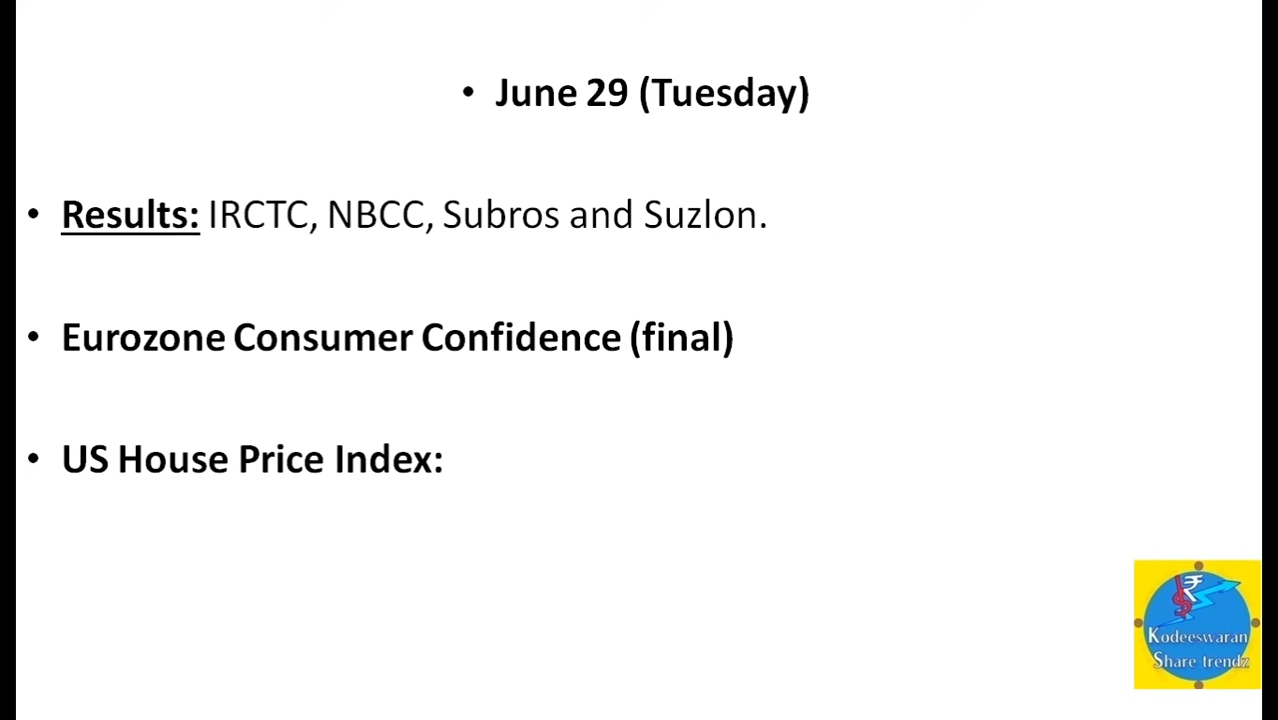 • June 29 (Tuesday)
• Results: IRCTC, NBCC, Subros and Suzlon.
• Eurozone Consumer Confidence (final)
• US House Price Index:
Kodeeswaran
Share trendz